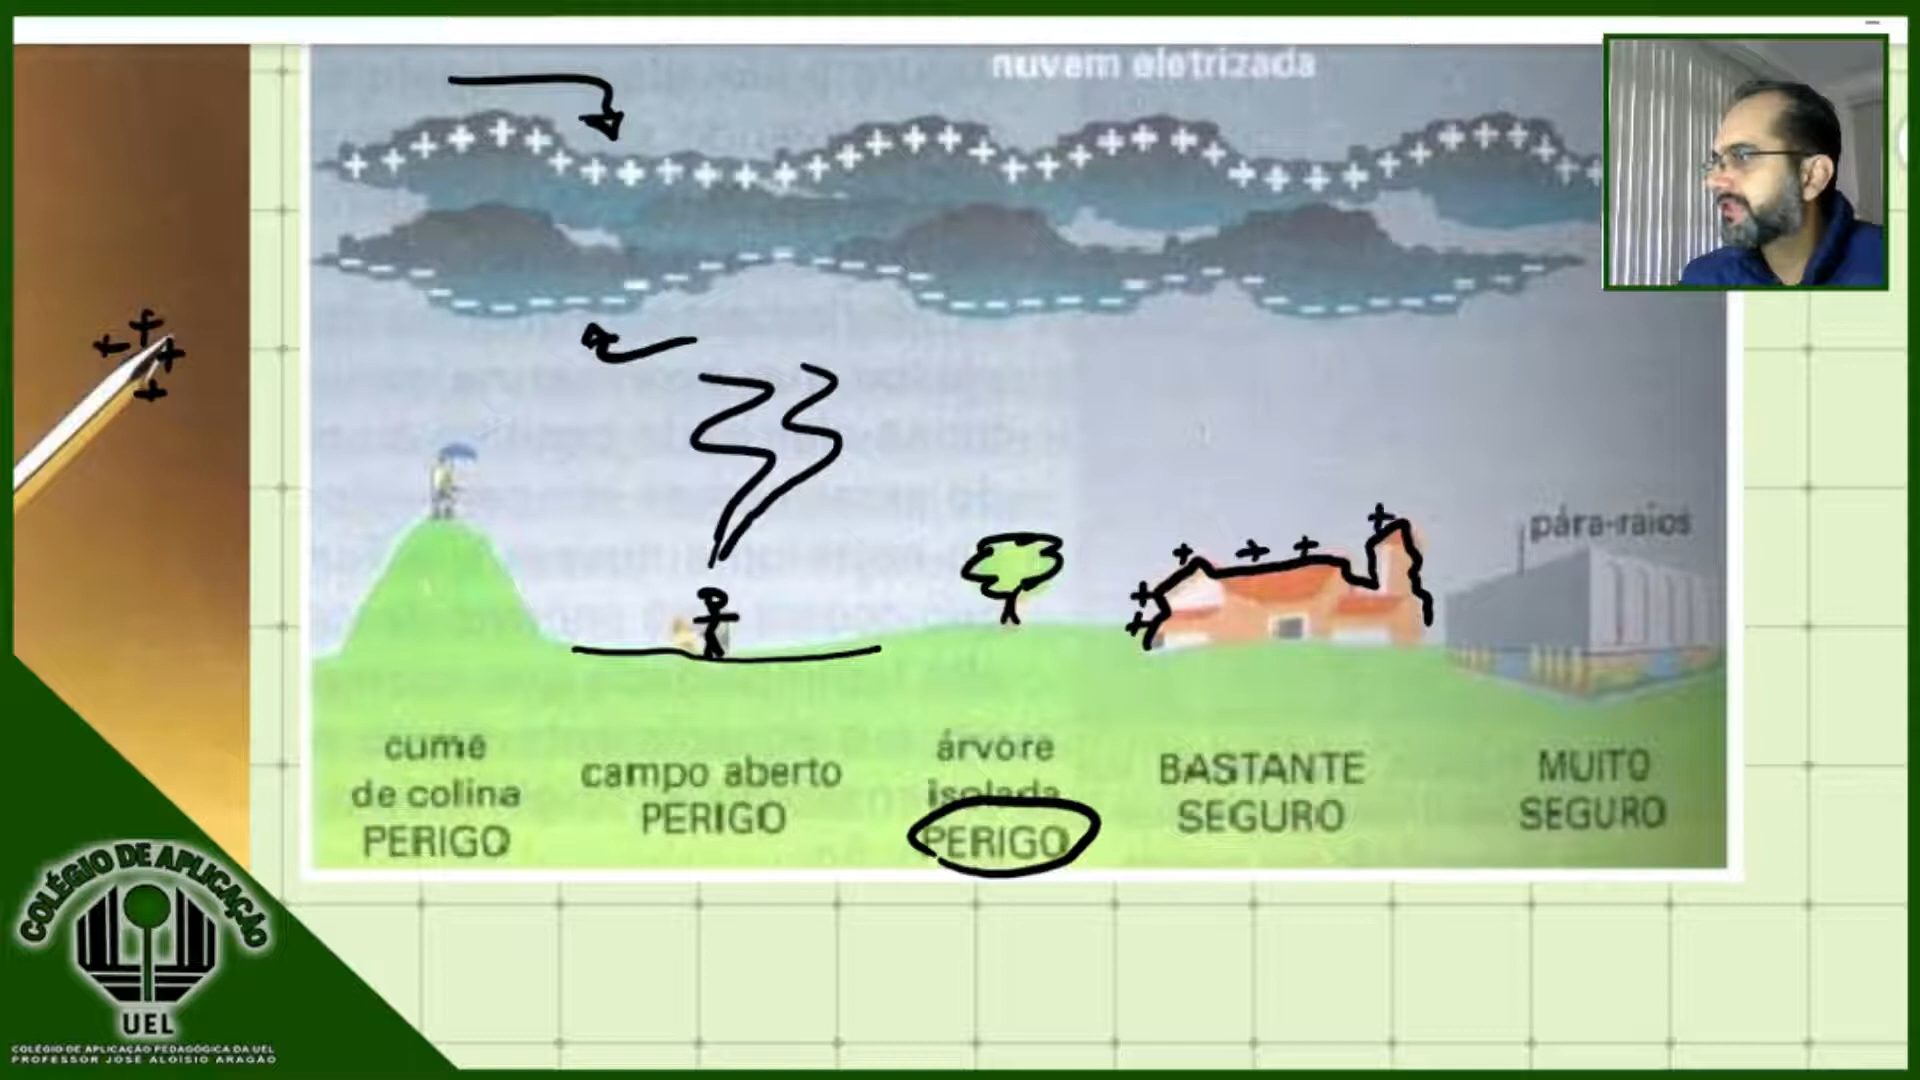 nuvem eletrizada
pára-raios
cume
de colina
PERIGO
campo aberto
PERIGO
árvore
isolada
PERIGO
BASTANTE
SEGURO
MUITO
SEGURO
COLÉGIO DE APLICAÇÃO
UEL
COLÉGIO DE APLICAÇÃO PEDAGÓGICA DA UEL
PROFESSOR JOSÉ ALOÍSIO ARAGÃO